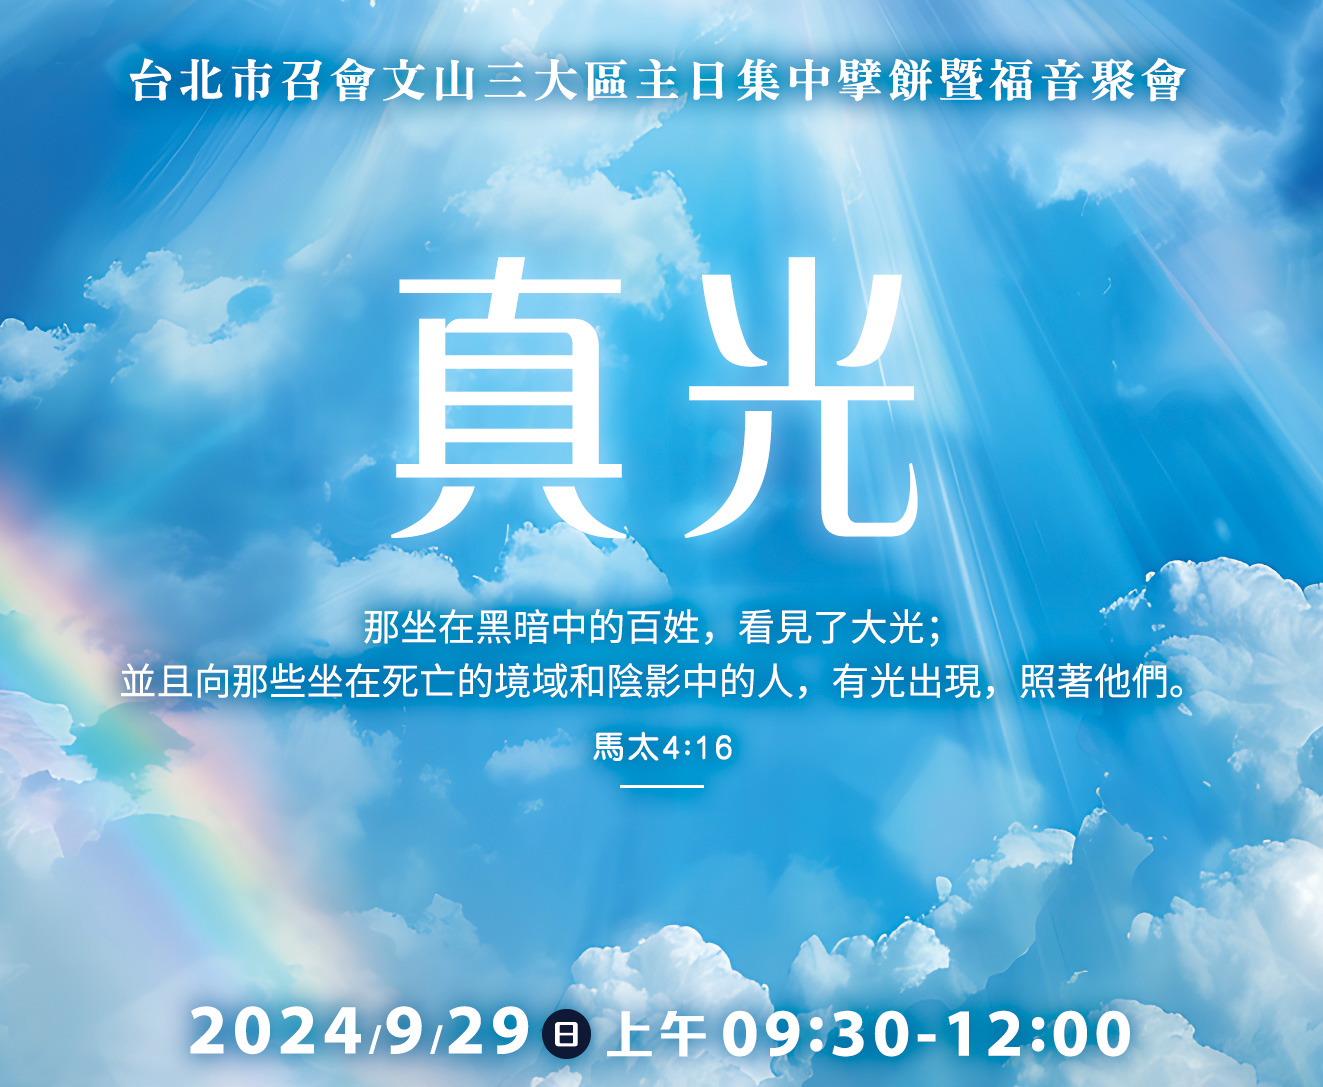 台北市召會文山三大區主日集中擘餅暨福音聚會
真光
那坐在黑暗中的百姓，看見了大光；
並且向那些坐在死亡的境域和陰影中的人，有光出現，照著他們。
馬太4:16
2024/9/29 日 上午 09:30-12:00